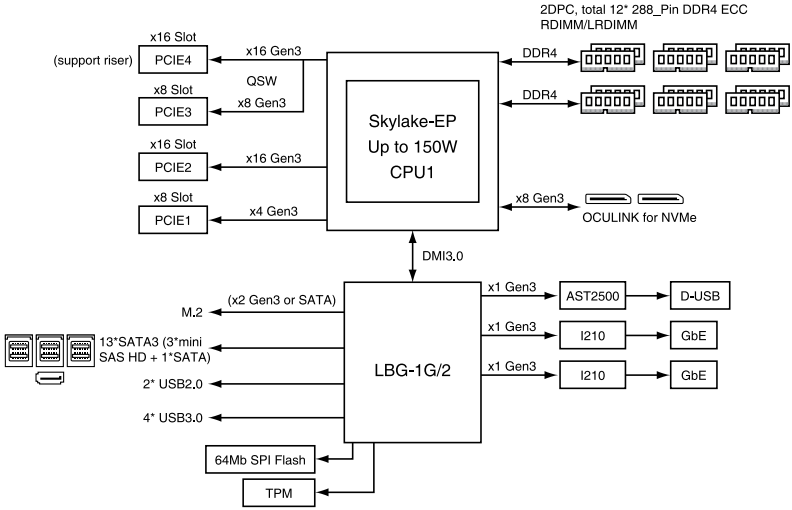 2DPC, total 12* 288_Pin DDR4 ECC
RDIMM/LRDIMM
x16 Slot
(support riser)
PCIE4
x16 Gen3
QSW
x8 Slot
PCIE3
x8 Gen3
x16 Slot
PCIE2
x16 Gen3
x8 Slot
PCIE1
x4 Gen3
Skylake-EP
Up to 150W
CPU1
DDR4
DDR4
x8 Gen3
OCULINK for NVMe
DMI3.0
M.2
(x2 Gen3 or SATA)
13*SATA3 (3*mini
SAS HD + 1*SATA)
2* USB2.0
4* USB3.0
LBG-1G/2
x1 Gen3
AST2500
D-USB
x1 Gen3
I210
GbE
x1 Gen3
I210
GbE
64Mb SPI Flash
TPM